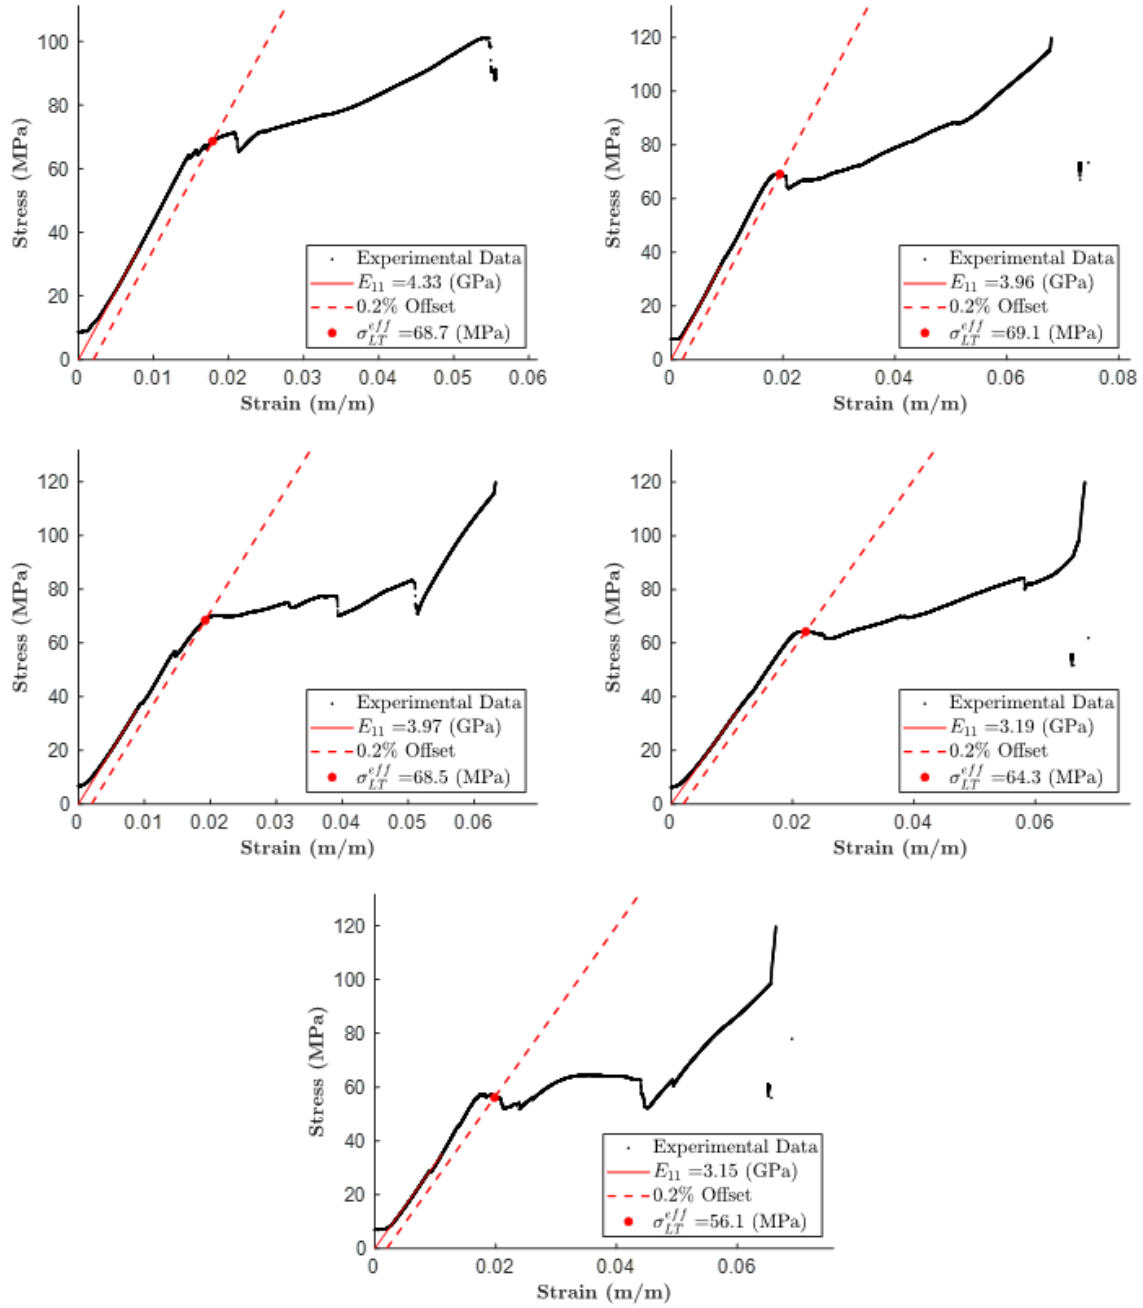 100
80
60
40
20
0
Stress (MPa)
Experimental Data
E11 =4.33 (GPa)
0.2% Offset
σ^eff_LT =68.7 (MPa)
0 0.01 0.02 0.03 0.04 0.05 0.06
Strain (m/m)
120
100
80
60
40
20
0
Stress (MPa)
Experimental Data
E11 =3.96 (GPa)
0.2% Offset
σ^eff_LT =69.1 (MPa)
0 0.02 0.04 0.06 0.08
Strain (m/m)
120
100
80
60
40
20
0
Stress (MPa)
Experimental Data
E11 =3.97 (GPa)
0.2% Offset
σ^eff_LT =68.5 (MPa)
0 0.01 0.02 0.03 0.04 0.05 0.06
Strain (m/m)
120
100
80
60
40
20
0
Stress (MPa)
Experimental Data
E11 =3.19 (GPa)
0.2% Offset
σ^eff_LT =64.3 (MPa)
0 0.02 0.04 0.06
Strain (m/m)
120
100
80
60
40
20
0
Stress (MPa)
Experimental Data
E11 =3.15 (GPa)
0.2% Offset
σ^eff_LT =56.1 (MPa)
0 0.02 0.04 0.06
Strain (m/m)